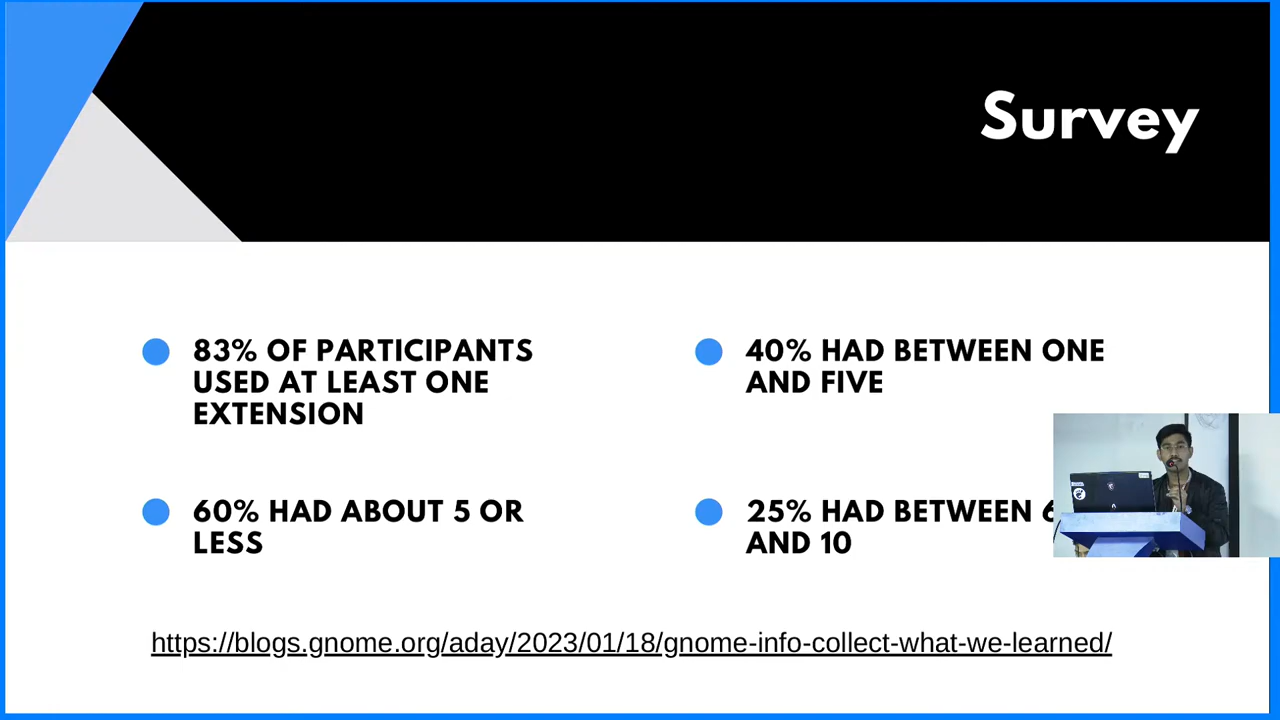 Survey
83% OF PARTICIPANTS
USED AT LEAST ONE
EXTENSION
40% HAD BETWEEN ONE
AND FIVE
60% HAD ABOUT 5 OR
LESS
25% HAD BETWEEN 6
AND 10
https://blogs.gnome.org/aday/2023/01/18/gnome-info-collect-what-we-learned/